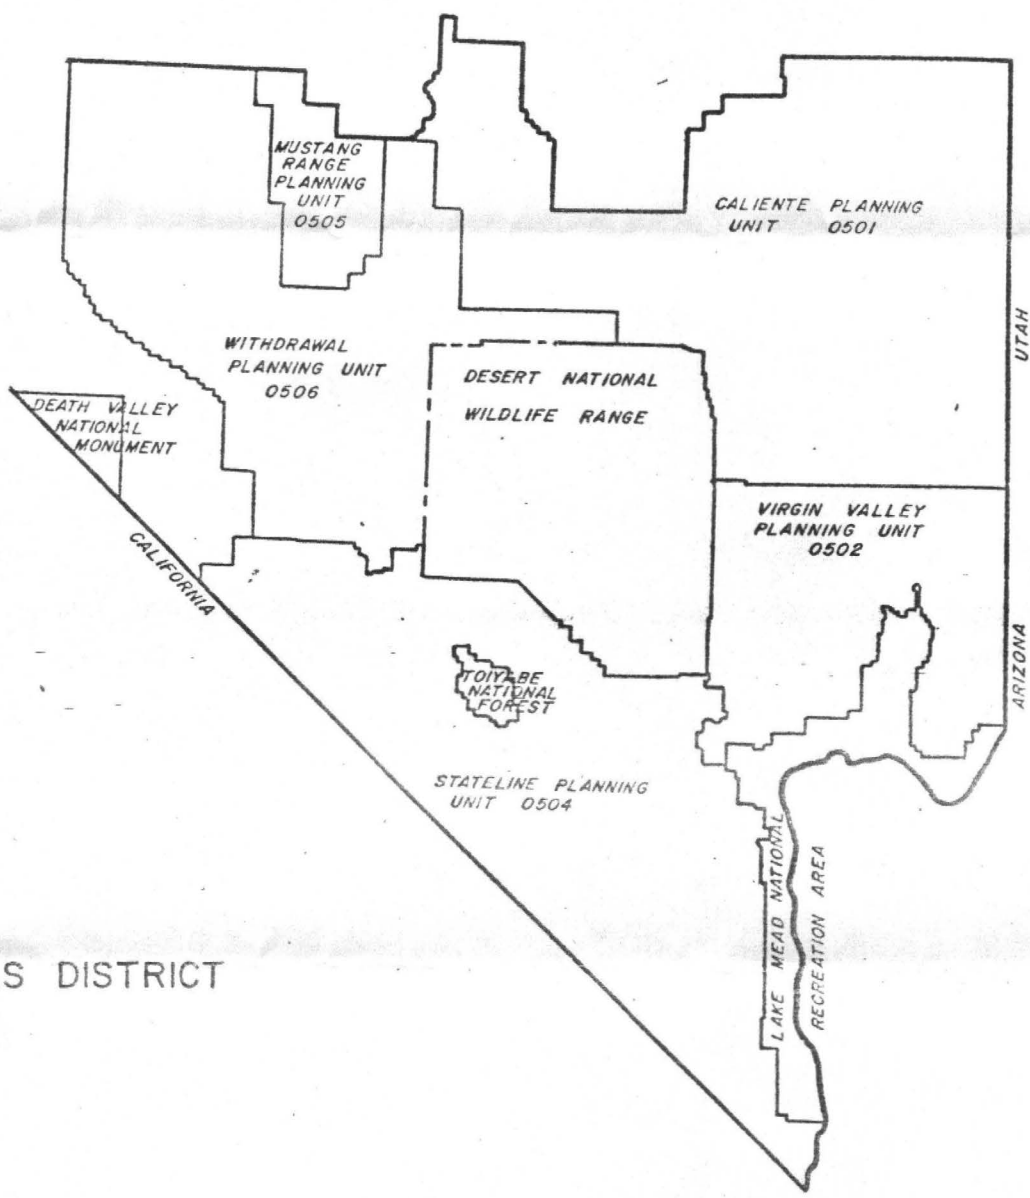 MUSTANG
RANGE
PLANNING
UNIT
0505
CALIENTE PLANNING
UNIT 0501
WITHDRAWAL
PLANNING UNIT
0506
DESERT NATIONAL
WILDLIFE RANGE
UTAH
DEATH VALLEY
NATIONAL
MONUMENT
VIRGIN VALLEY
PLANNING UNIT
0502
CALIFORNIA
ARIZONA
TOIYABE
NATIONAL
FOREST
STATELINE PLANNING
UNIT 0504
LAKE MEAD NATIONAL
RECREATION AREA
S DISTRICT